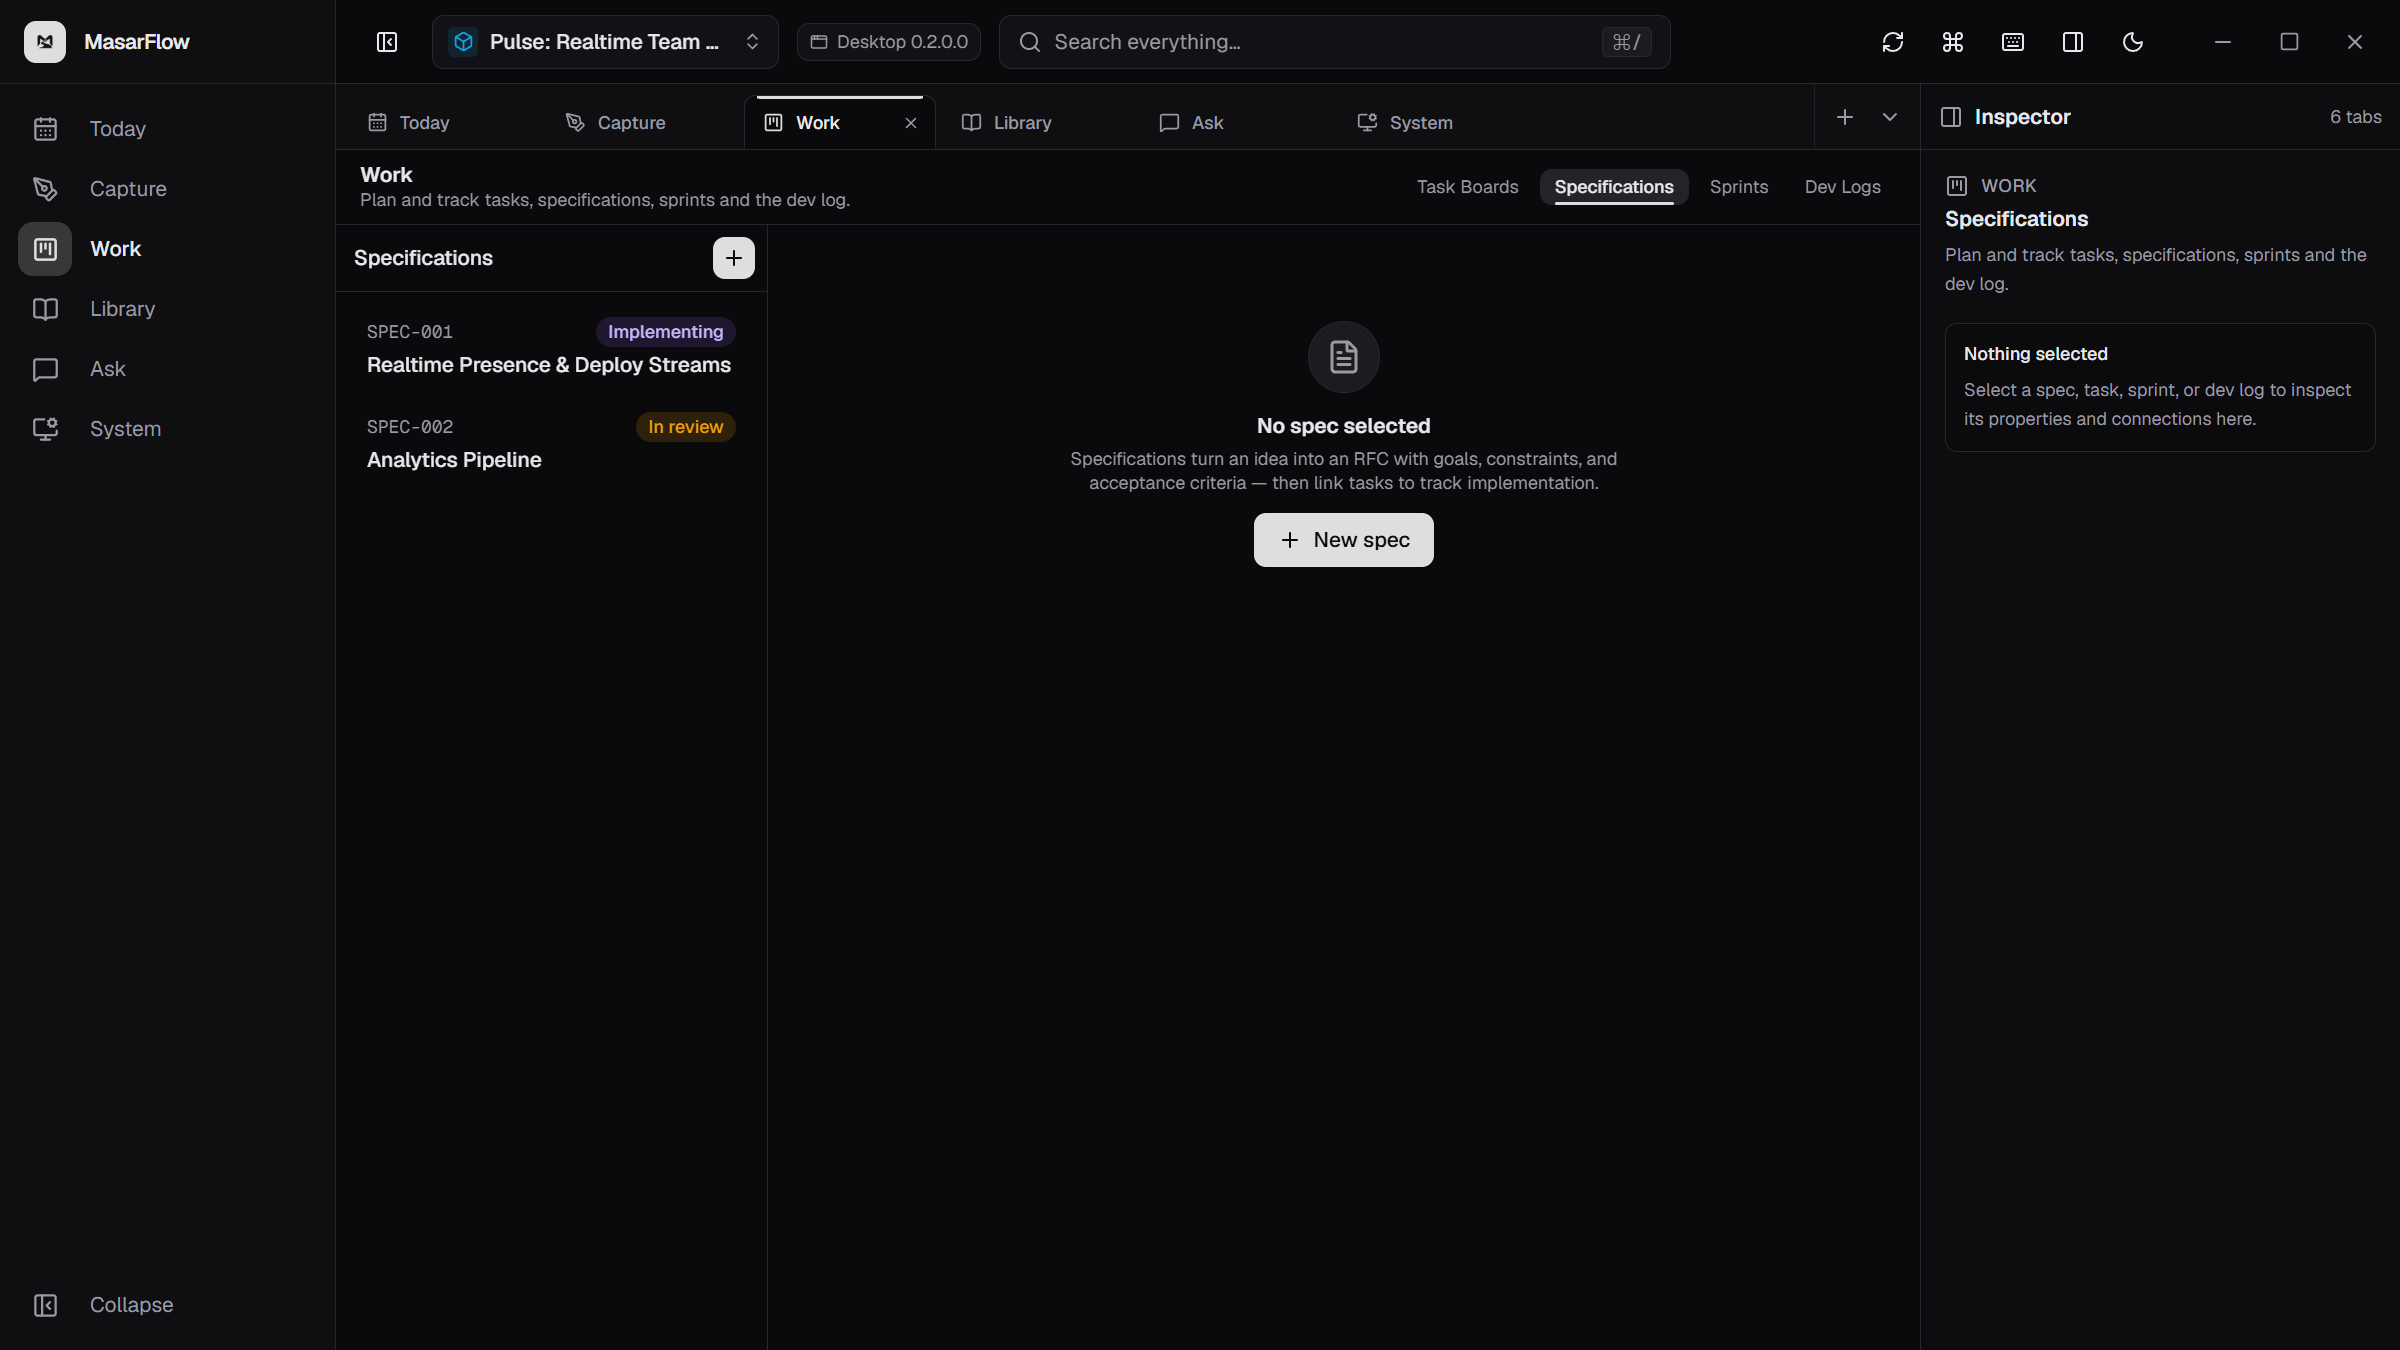 MasarFlow
Pulse: Realtime Team ...
Desktop 0.2.0.0
Search everything...
⌘/
Today
Capture
Work
Library
Ask
System
Collapse
Today
Capture
Work
Library
Ask
System
Work
Plan and track tasks, specifications, sprints and the dev log.
Task Boards
Specifications
Sprints
Dev Logs
Specifications
SPEC-001
Implementing
Realtime Presence & Deploy Streams
SPEC-002
In review
Analytics Pipeline
No spec selected
Specifications turn an idea into an RFC with goals, constraints, and
acceptance criteria — then link tasks to track implementation.
New spec
Inspector
6 tabs
WORK
Specifications
Plan and track tasks, specifications, sprints and the
dev log.
Nothing selected
Select a spec, task, sprint, or dev log to inspect
its properties and connections here.